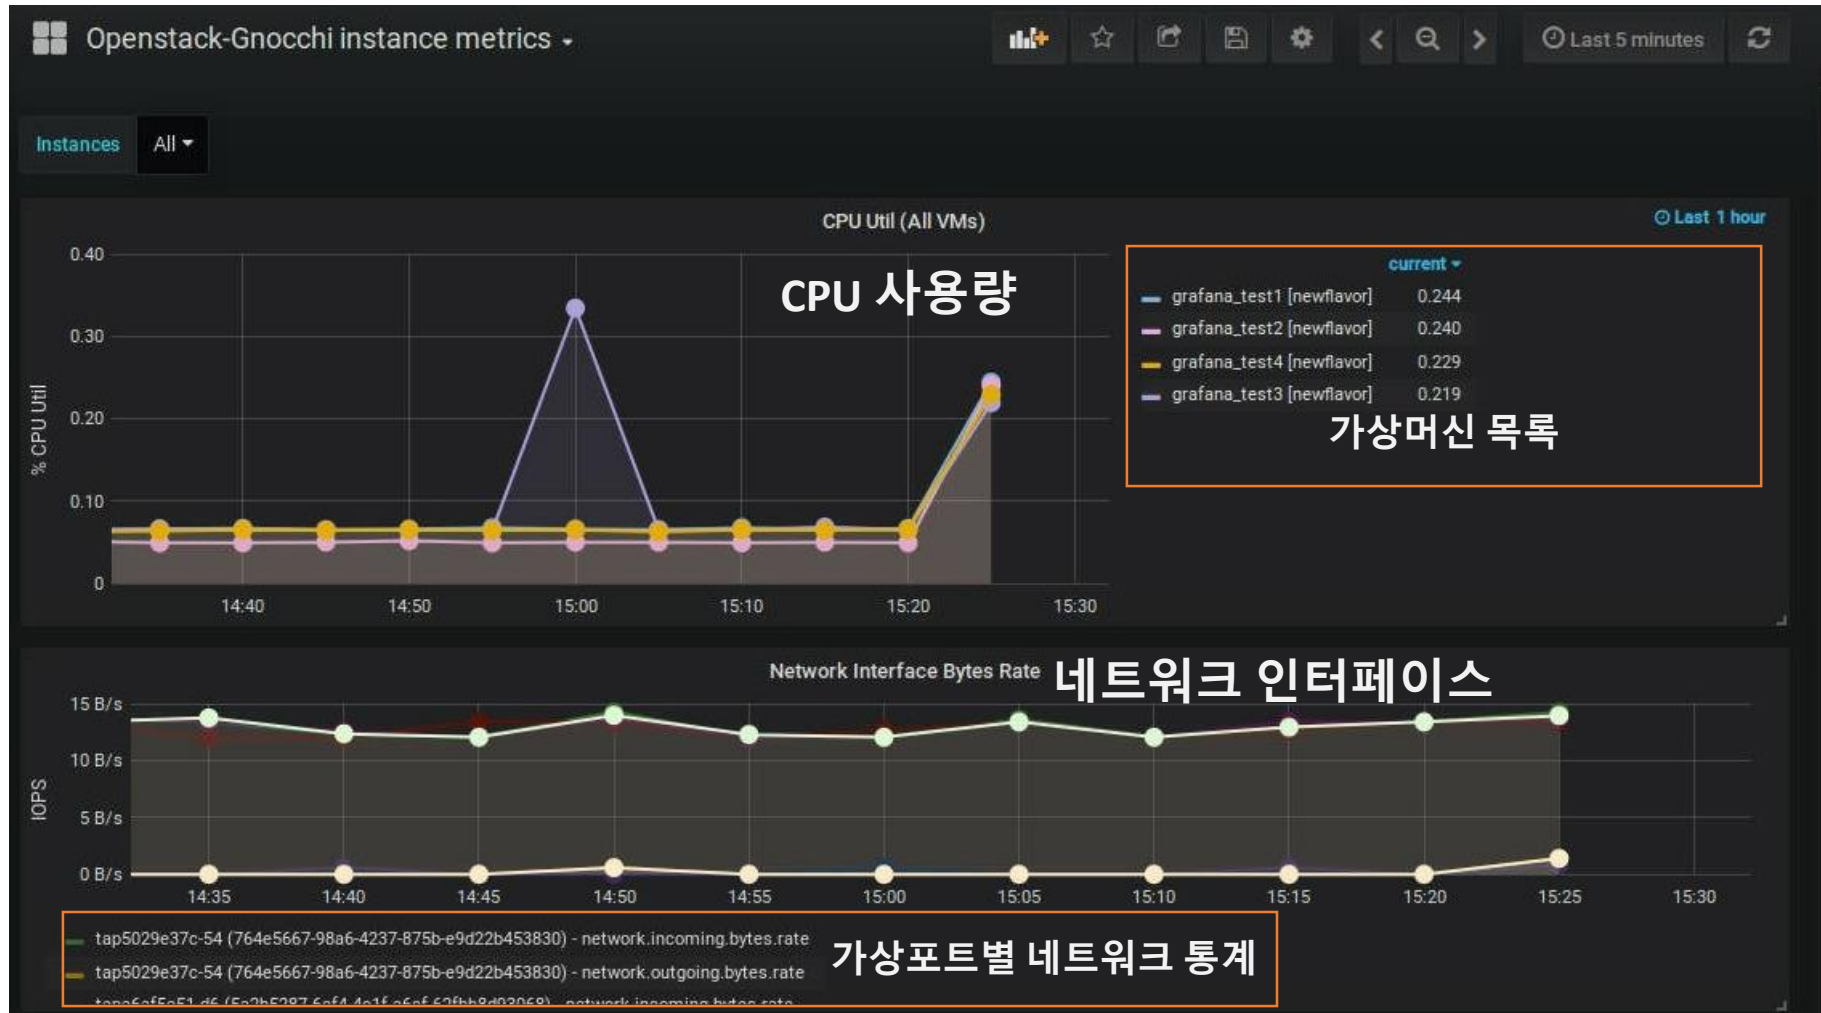 Openstack-Gnocchi instance metrics
Last 5 minutes
Instances All
CPU Util (All VMs)
Last 1 hour
CPU 사용량
% CPU Util
0.40
0.30
0.20
0.10
0
14:40 14:50 15:00 15:10 15:20 15:30
current
grafana_test1 [newflavor] 0.244
grafana_test2 [newflavor] 0.240
grafana_test4 [newflavor] 0.229
grafana_test3 [newflavor] 0.219
가상머신 목록
Network Interface Bytes Rate
네트워크 인터페이스
IOPS
15 B/s
10 B/s
5 B/s
0 B/s
14:35 14:40 14:45 14:50 14:55 15:00 15:05 15:10 15:15 15:20 15:25 15:30
tap5029e37c-54 (764e5667-98a6-4237-875b-e9d22b453830) - network.incoming.bytes.rate
tap5029e37c-54 (764e5667-98a6-4237-875b-e9d22b453830) - network.outgoing.bytes.rate
가상포트별 네트워크 통계
network.incoming.bytes.rate